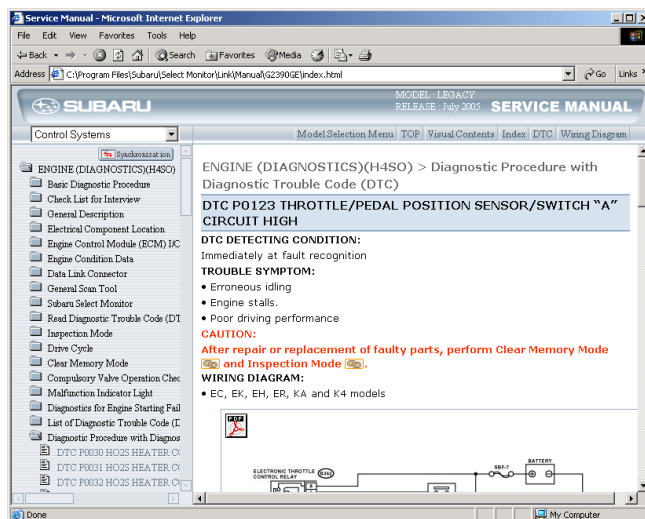 Service Manual - Microsoft Internet Explorer
File Edit View Favorites Tools Help
Back Search Favorites Media
Address C:\Program Files\Subaru\Select Monitor\Link\Manual\G2390GE\index.html Go Links
SUBARU
MODEL : LEGACY
RELEASE : July 2005 SERVICE MANUAL
Control Systems
Model Selection Menu TOP Visual Contents Index DTC Wiring Diagram
Synchronization
ENGINE (DIAGNOSTICS)(H4SO)
Basic Diagnostic Procedure
Check List for Interview
General Description
Electrical Component Location
Engine Control Module (ECM) I/O
Engine Condition Data
Data Link Connector
General Scan Tool
Subaru Select Monitor
Read Diagnostic Trouble Code (DT
Inspection Mode
Drive Cycle
Clear Memory Mode
Compulsory Valve Operation Chec
Malfunction Indicator Light
Diagnostics for Engine Starting Fail
List of Diagnostic Trouble Code (D
Diagnostic Procedure with Diagnos
DTC P0030 HO2S HEATER CO
DTC P0031 HO2S HEATER CO
DTC P0032 HO2S HEATER CO
ENGINE (DIAGNOSTICS)(H4SO) > Diagnostic Procedure with
Diagnostic Trouble Code (DTC)
DTC P0123 THROTTLE/PEDAL POSITION SENSOR/SWITCH “A”
CIRCUIT HIGH
DTC DETECTING CONDITION:
Immediately at fault recognition
TROUBLE SYMPTOM:
• Erroneous idling
• Engine stalls.
• Poor driving performance
CAUTION:
After repair or replacement of faulty parts, perform Clear Memory Mode
and Inspection Mode .
WIRING DIAGRAM:
• EC, EK, EH, ER, KA and K4 models
PDF
ELECTRONIC THROTTLE
CONTROL RELAY
SBF-7
BATTERY
Done My Computer